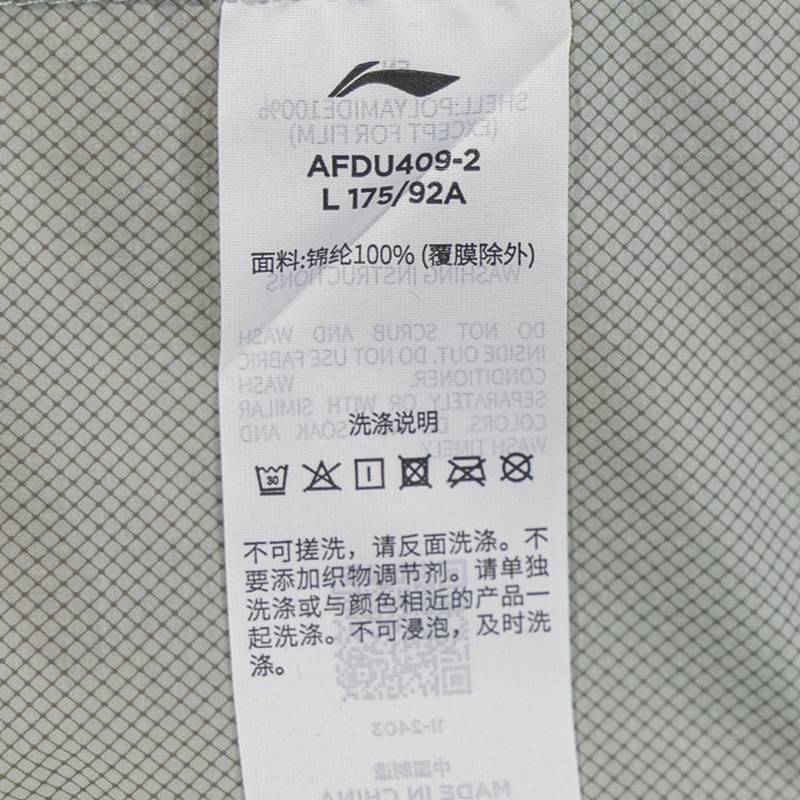 AFDU409-2
L 175/92A
面料:锦纶100% (覆膜除外)
洗涤说明
30
不可搓洗，请反面洗涤。不
要添加织物调节剂。请单独
洗涤或与颜色相近的产品一
起洗涤。不可浸泡，及时洗
涤。
EN
SHELL:POLYAMIDE100%
(EXCEPT FOR FILM)
WASHING INSTRUCTIONS
DO NOT SCRUB AND WASH
INSIDE OUT. DO NOT USE FABRIC
CONDITIONER. WASH
SEPARATELY OR WITH SIMILAR
COLORS. SOAK AND
WASH TIMELY
11-2403
中国制造
MADE IN CHINA